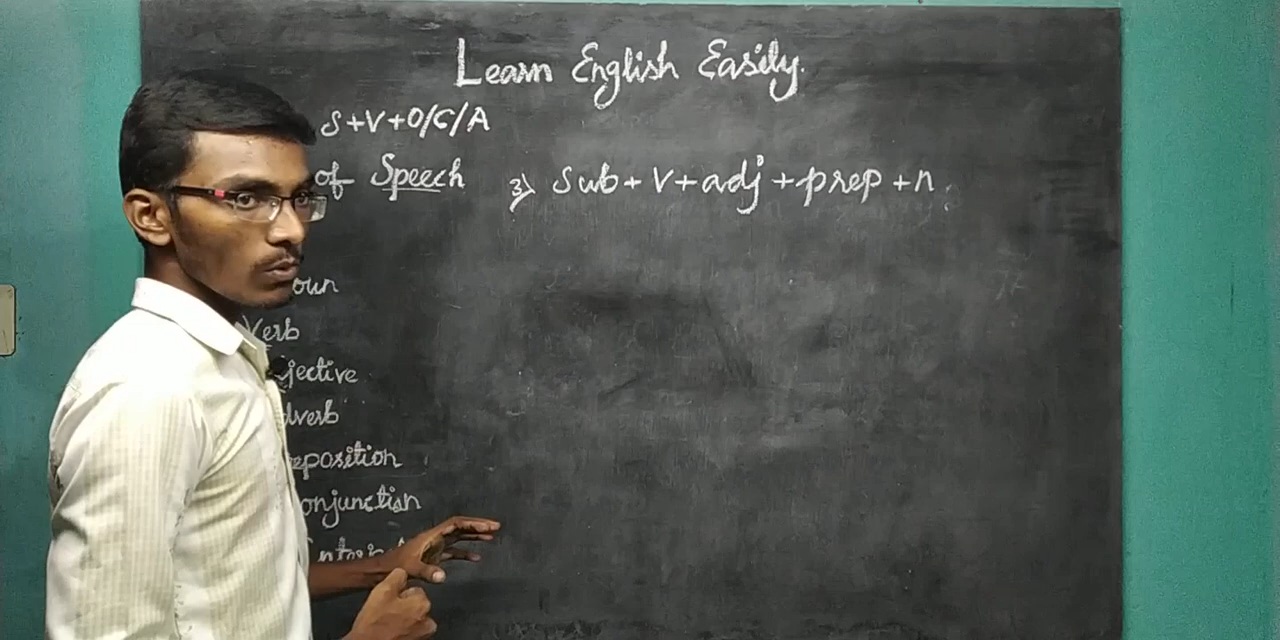 Learn English Easily.
S+V+O/C/A
of Speech
3) Sub + V + adj + prep + n
oun
Verb
jective
dverb
eposition
onjunction